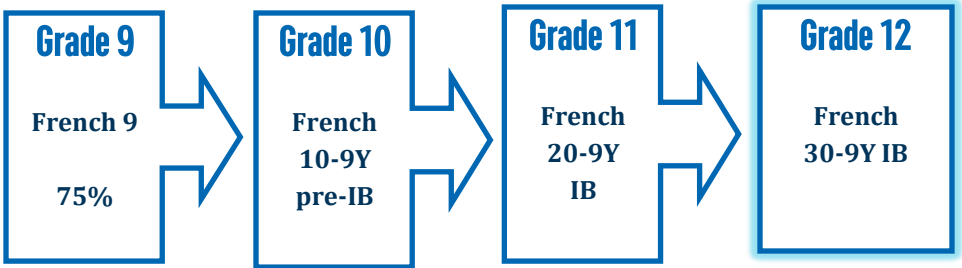 Grade 9
French 9
75%
Grade 10
French
10-9Y
pre-IB
Grade 11
French
20-9Y
IB
Grade 12
French
30-9Y IB